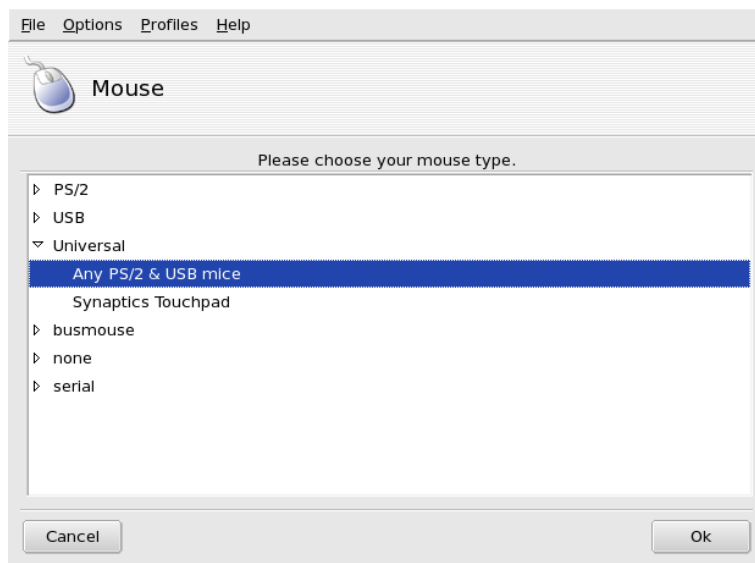 File Options Profiles Help
Mouse
Please choose your mouse type.
PS/2
USB
Universal
Any PS/2 & USB mice
Synaptics Touchpad
busmouse
none
serial
Cancel Ok